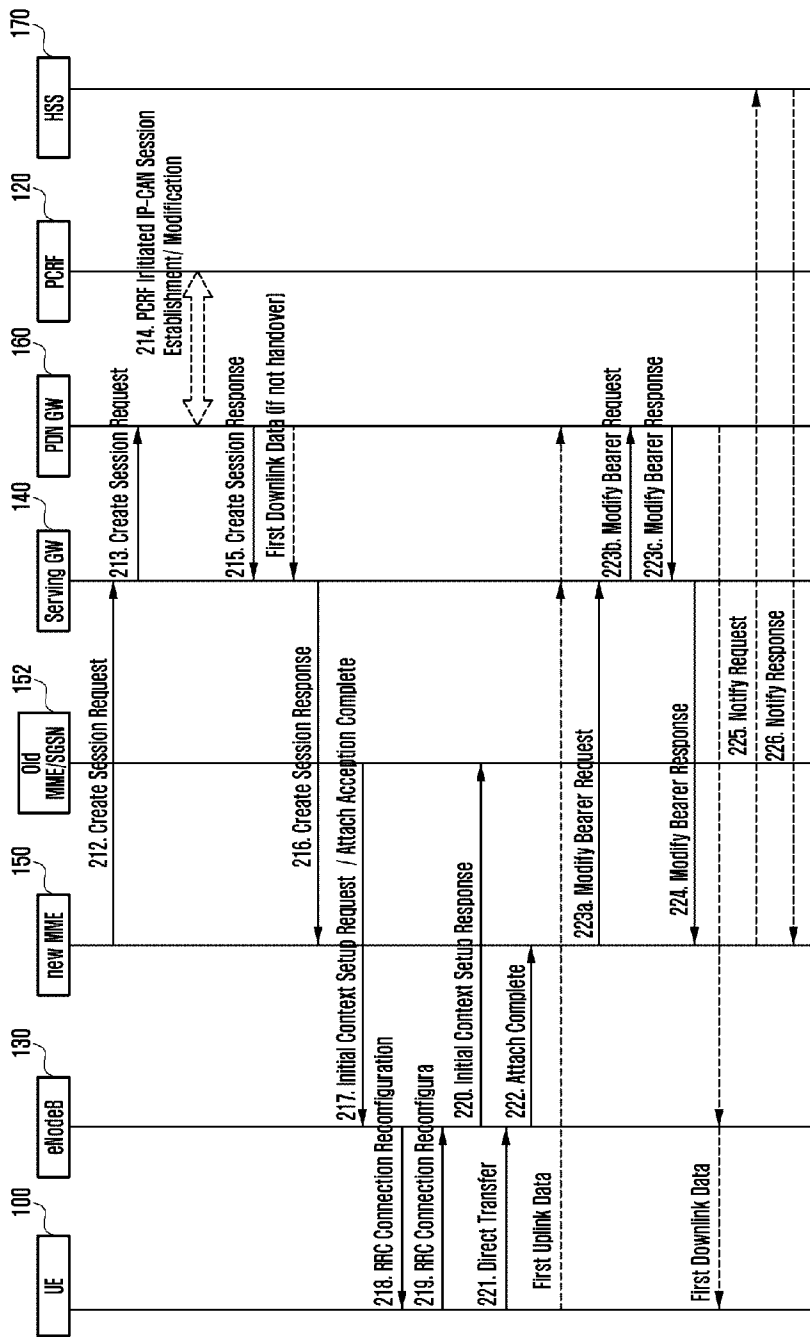 UE
100
eNodeB
130
new MME
150
Old
MME/SGSN
152
Serving GW
140
PDN GW
160
PCRF
120
HSS
170
212. Create Session Request
213. Create Session Request
214. PCRF Initiated IP-CAN Session
Establishment/ Modification
215. Create Session Response
First Downlink Data (if not handover)
216. Create Session Response
217. Initial Context Setup Request / Attach Acception Complete
218. RRC Connection Reconfiguration
219. RRC Connection Reconfigura
220. Initial Context Setup Response
221. Direct Transfer
222. Attach Complete
First Uplink Data
223a. Modify Bearer Request
223b. Modify Bearer Request
223c. Modify Bearer Response
224. Modify Bearer Response
First Downlink Data
225. Notify Request
226. Notify Response